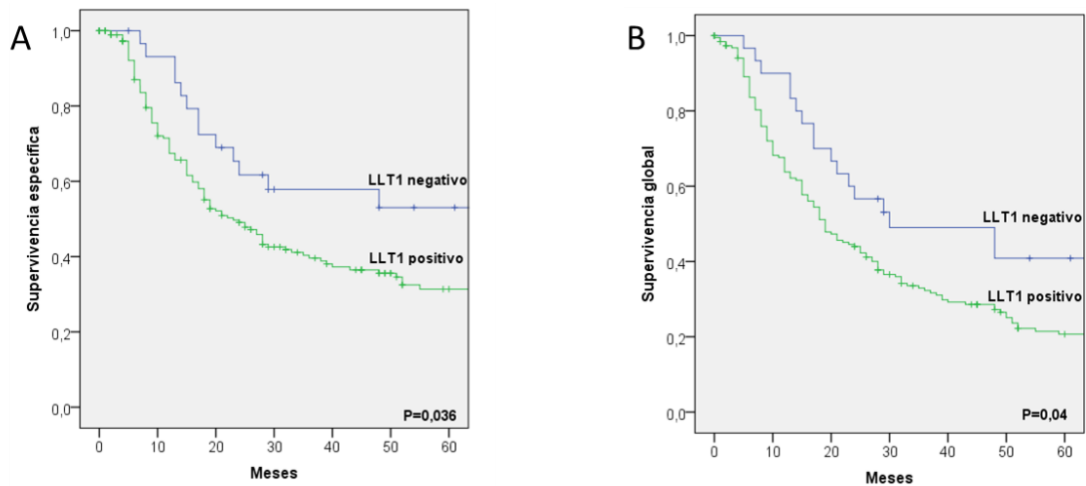 A
1,0
0,8
0,6
0,4
0,2
0,0
Supervivencia específica
LLT1 negativo
LLT1 positivo
P=0,036
0 10 20 30 40 50 60
Meses
B
1,0
0,8
0,6
0,4
0,2
0,0
Supervivencia global
LLT1 negativo
LLT1 positivo
P=0,04
0 10 20 30 40 50 60
Meses